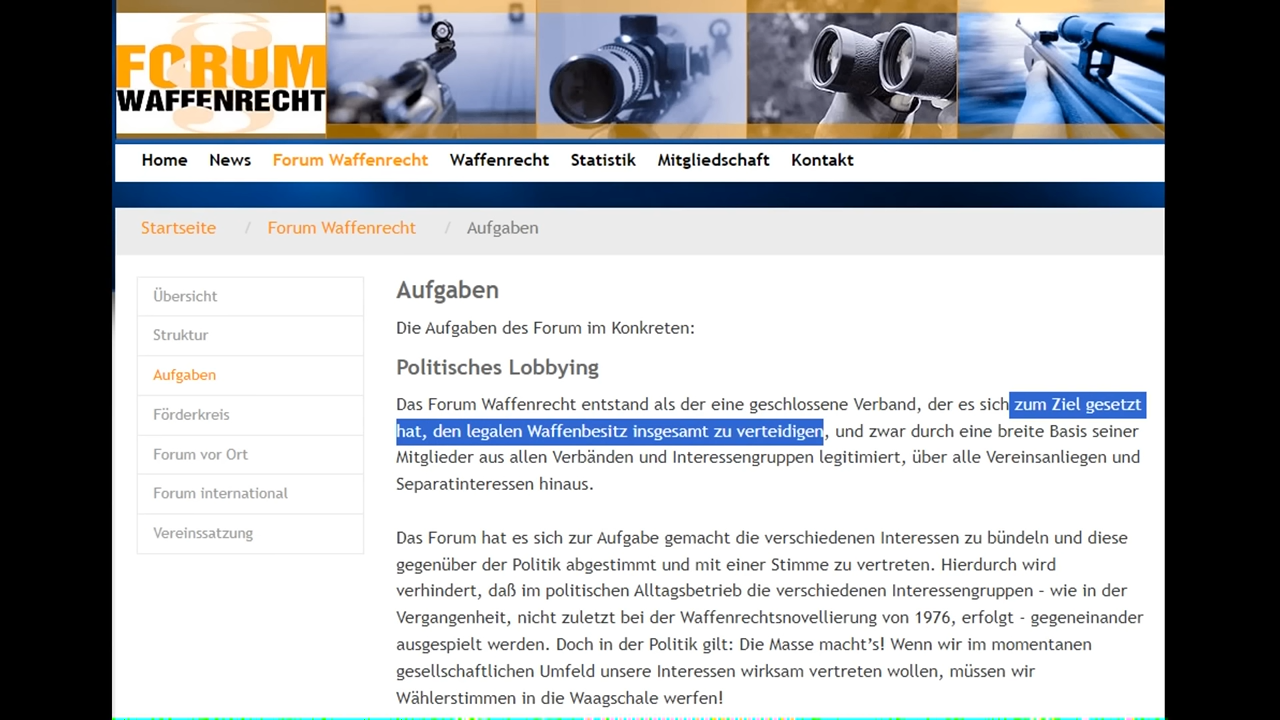 FORUM
WAFFENRECHT
Home News Forum Waffenrecht Waffenrecht Statistik Mitgliedschaft Kontakt
Startseite / Forum Waffenrecht / Aufgaben
Übersicht
Struktur
Aufgaben
Förderkreis
Forum vor Ort
Forum international
Vereinssatzung
Aufgaben
Die Aufgaben des Forum im Konkreten:
Politisches Lobbying
Das Forum Waffenrecht entstand als der eine geschlossene Verband, der es sich zum Ziel gesetzt
hat, den legalen Waffenbesitz insgesamt zu verteidigen, und zwar durch eine breite Basis seiner
Mitglieder aus allen Verbänden und Interessengruppen legitimiert, über alle Vereinsanliegen und
Separatinteressen hinaus.
Das Forum hat es sich zur Aufgabe gemacht die verschiedenen Interessen zu bündeln und diese
gegenüber der Politik abgestimmt und mit einer Stimme zu vertreten. Hierdurch wird
verhindert, daß im politischen Alltagsbetrieb die verschiedenen Interessengruppen – wie in der
Vergangenheit, nicht zuletzt bei der Waffenrechtsnovellierung von 1976, erfolgt - gegeneinander
ausgespielt werden. Doch in der Politik gilt: Die Masse macht's! Wenn wir im momentanen
gesellschaftlichen Umfeld unsere Interessen wirksam vertreten wollen, müssen wir
Wählerstimmen in die Waagschale werfen!